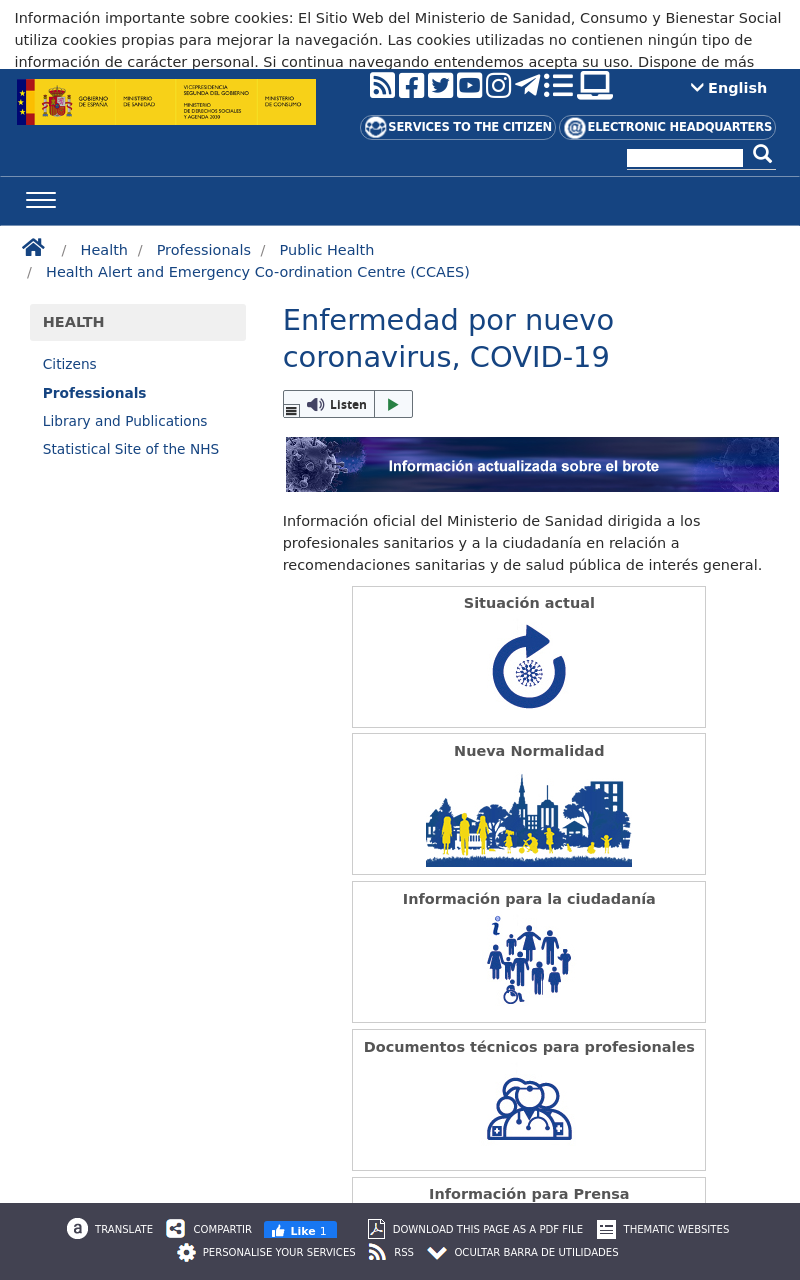 Información importante sobre cookies: El Sitio Web del Ministerio de Sanidad, Consumo y Bienestar Social
utiliza cookies propias para mejorar la navegación. Las cookies utilizadas no contienen ningún tipo de
información de carácter personal. Si continua navegando entendemos acepta su uso. Dispone de más
GOBIERNO
DE ESPAÑA
MINISTERIO
DE SANIDAD
VICEPRESIDENCIA
SEGUNDA DEL GOBIERNO
MINISTERIO
DE DERECHOS SOCIALES
Y AGENDA 2030
MINISTERIO
DE CONSUMO
English
SERVICES TO THE CITIZEN
ELECTRONIC HEADQUARTERS
/ Health / Professionals / Public Health
/ Health Alert and Emergency Co-ordination Centre (CCAES)
HEALTH
Citizens
Professionals
Library and Publications
Statistical Site of the NHS
Enfermedad por nuevo
coronavirus, COVID-19
Listen
Información actualizada sobre el brote
Información oficial del Ministerio de Sanidad dirigida a los
profesionales sanitarios y a la ciudadanía en relación a
recomendaciones sanitarias y de salud pública de interés general.
Situación actual
Nueva Normalidad
Información para la ciudadanía
Documentos técnicos para profesionales
Información para Prensa
TRANSLATE COMPARTIR Like 1 DOWNLOAD THIS PAGE AS A PDF FILE THEMATIC WEBSITES
PERSONALISE YOUR SERVICES RSS OCULTAR BARRA DE UTILIDADES